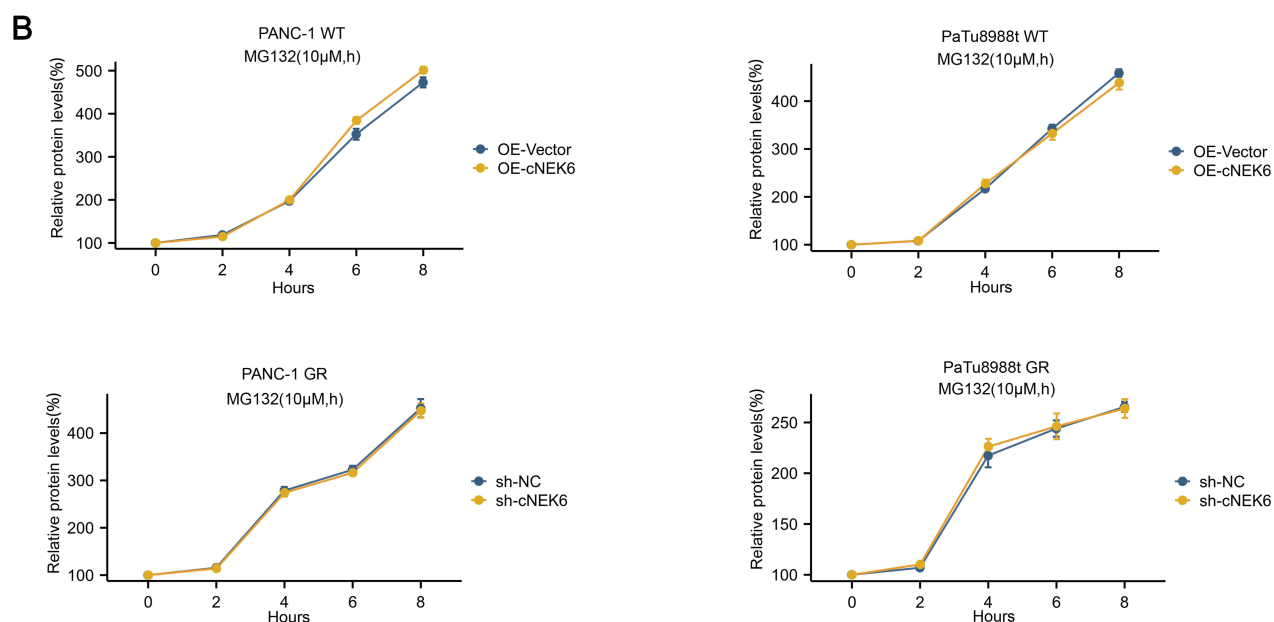 B
PANC-1 WT
MG132(10μM,h)
Relative protein levels(%)
500
400
300
200
100
0 2 4 6 8
Hours
OE-Vector
OE-cNEK6
PaTu8988t WT
MG132(10μM,h)
Relative protein levels(%)
400
300
200
100
0 2 4 6 8
Hours
OE-Vector
OE-cNEK6
PANC-1 GR
MG132(10μM,h)
Relative protein levels(%)
400
300
200
100
0 2 4 6 8
Hours
sh-NC
sh-cNEK6
PaTu8988t GR
MG132(10μM,h)
Relative protein levels(%)
250
200
150
100
0 2 4 6 8
Hours
sh-NC
sh-cNEK6